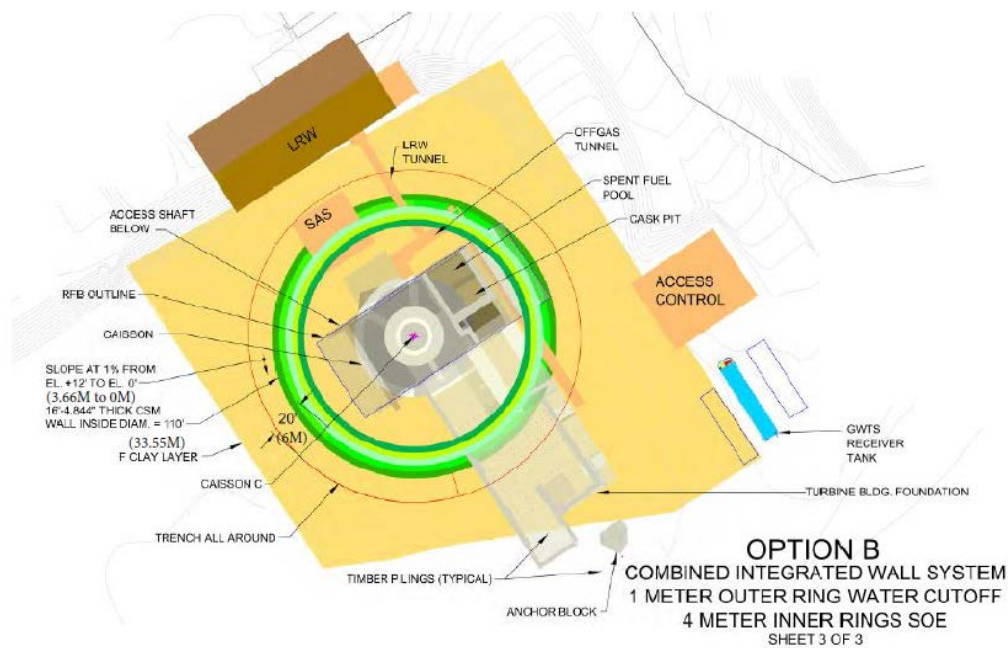 LRW
OFFGAS
TUNNEL
LRW
TUNNEL
SPENT FUEL
POOL
SAS
CASK PIT
ACCESS SHAFT
BELOW
RFB OUTLINE
ACCESS
CONTROL
CAISSON
SLOPE AT 1% FROM
EL. +12' TO EL. 0'
(3.66M to 0M)
16'-4.844" THICK CSM
WALL INSIDE DIAM. = 110'
(33.55M)
F CLAY LAYER
20'
(6M)
GWTS
RECEIVER
TANK
CAISSON C
TURBINE BLDG. FOUNDATION
TRENCH ALL AROUND
TIMBER PILINGS (TYPICAL)
ANCHOR BLOCK
OPTION B
COMBINED INTEGRATED WALL SYSTEM
1 METER OUTER RING WATER CUTOFF
4 METER INNER RINGS SOE
SHEET 3 OF 3